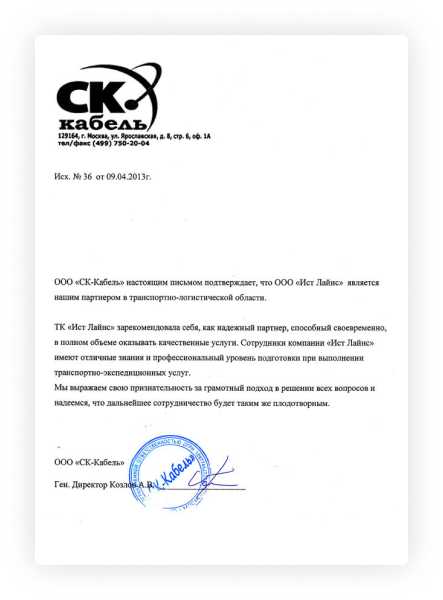 СК
кабель
129164, г. Москва, ул. Ярославская, д. 8, стр. 6, оф. 1А
тел/факс (499) 750-20-04
Исх. № 36 от 09.04.2013г.
ООО «СК-Кабель» настоящим письмом подтверждает, что ООО «Ист Лайнс» является
нашим партнером в транспортно-логистической области.
ТК «Ист Лайнс» зарекомендовала себя, как надежный партнер, способный своевременно,
в полном объеме оказывать качественные услуги. Сотрудники компании «Ист Лайнс»
имеют отличные знания и профессиональный уровень подготовки при выполнении
транспортно-экспедиционных услуг.
Мы выражаем свою признательность за грамотный подход в решении всех вопросов и
надеемся, что дальнейшее сотрудничество будет таким же плодотворным.
ООО «СК-Кабель»
Ген. Директор Козлов А.В.
ОТВЕТСТВЕННОСТЬЮ
СК-Кабель